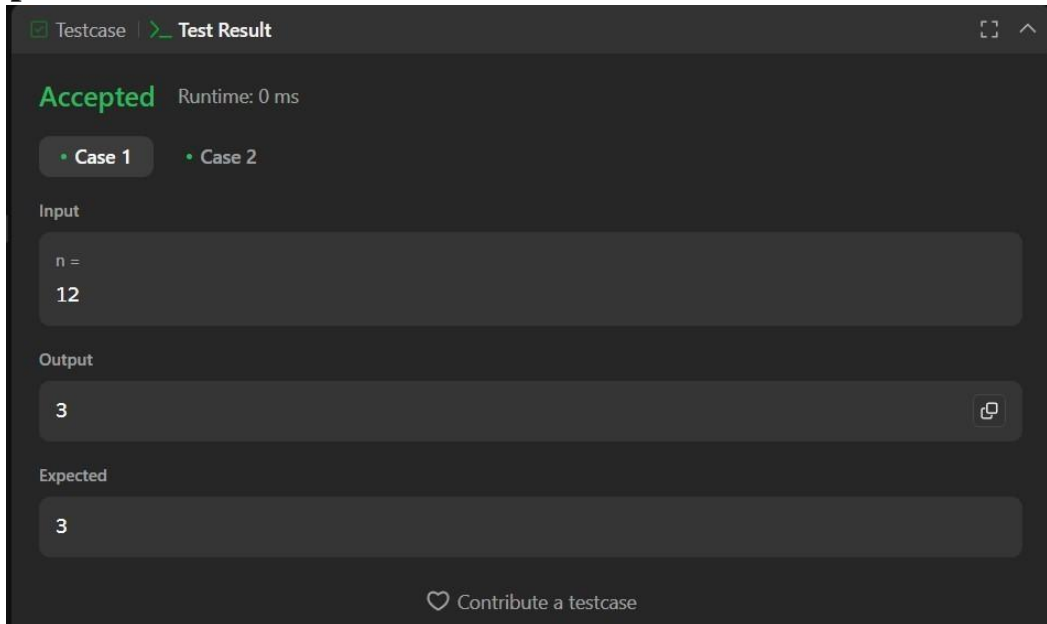 Testcase | >_ Test Result
Accepted Runtime: 0 ms
• Case 1 • Case 2
Input
n =
12
Output
3
Expected
3
Contribute a testcase